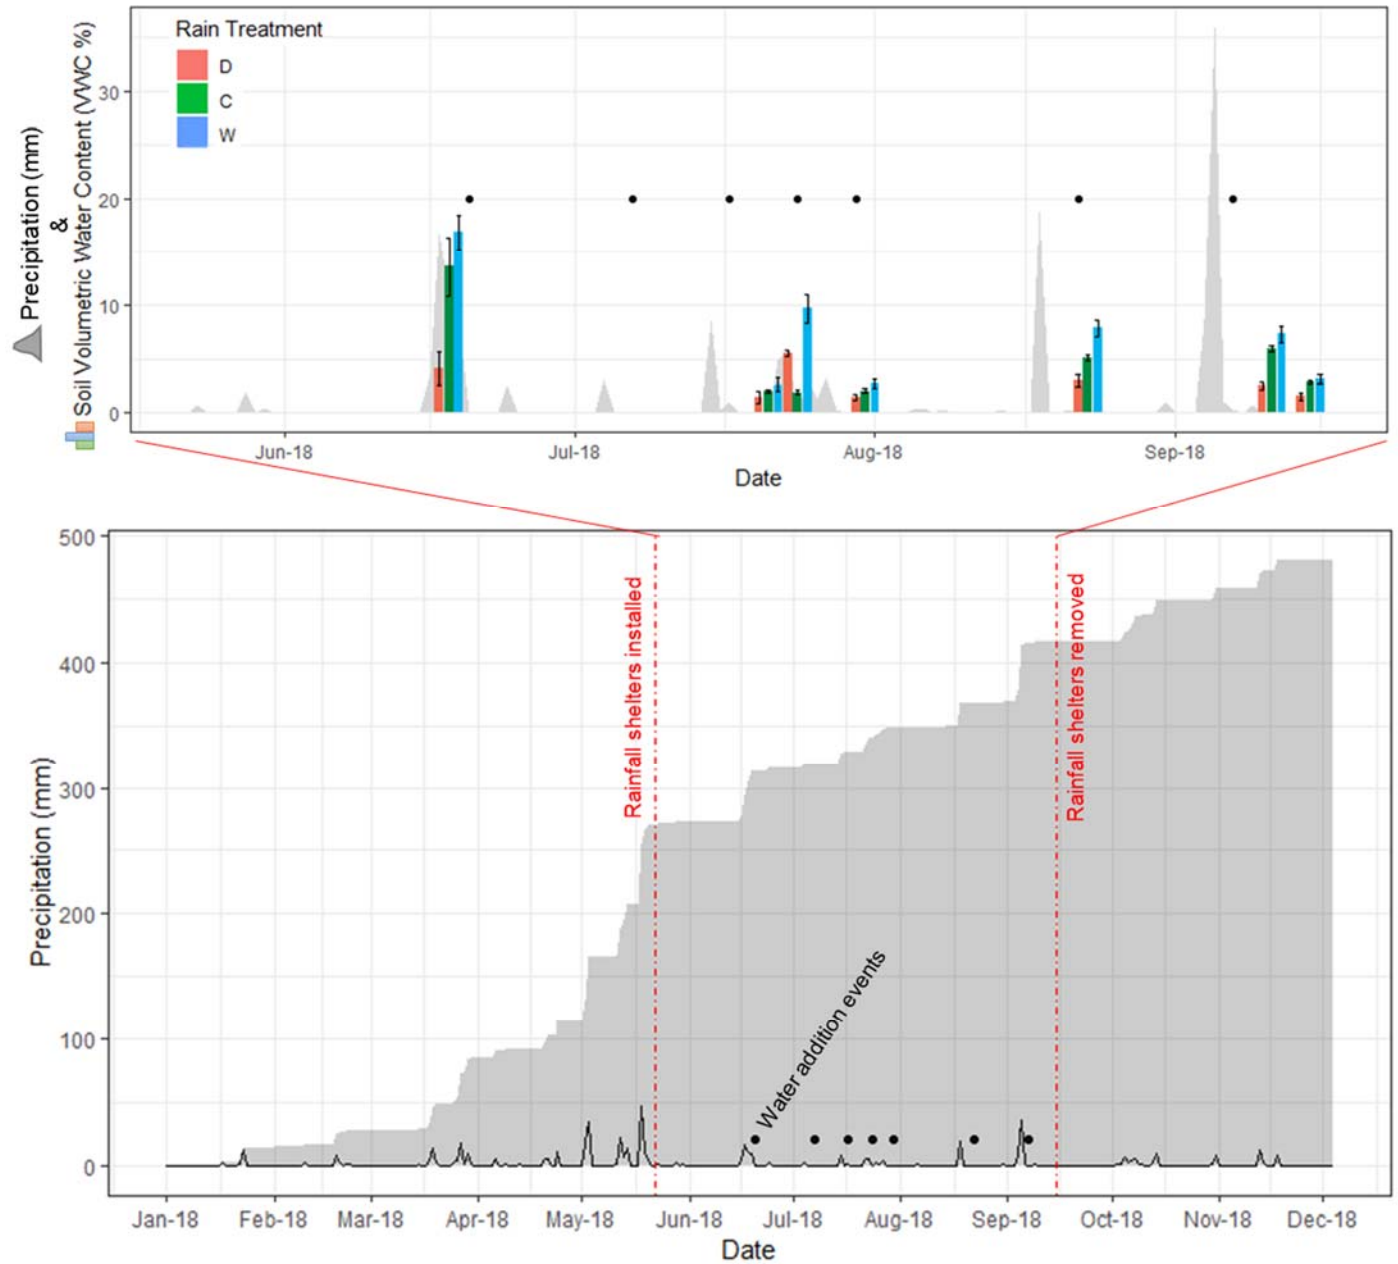 Rain Treatment
D
C
W
Precipitation (mm)
&
Soil Volumetric Water Content (VWC %)
30
20
10
0
Jun-18
Jul-18
Aug-18
Sep-18
Date
500
400
300
200
100
0
Precipitation (mm)
Rainfall shelters installed
Rainfall shelters removed
Water addition events
Jan-18
Feb-18
Mar-18
Apr-18
May-18
Jun-18
Jul-18
Aug-18
Sep-18
Oct-18
Nov-18
Dec-18
Date